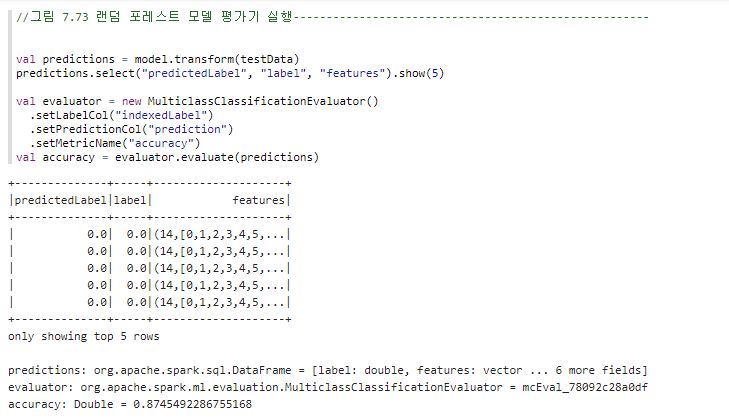 //그림 7.73 랜덤 포레스트 모델 평가기 실행------------------------------------------------------
val predictions = model.transform(testData)
predictions.select("predictedLabel", "label", "features").show(5)
val evaluator = new MulticlassClassificationEvaluator()
  .setLabelCol("indexedLabel")
  .setPredictionCol("prediction")
  .setMetricName("accuracy")
val accuracy = evaluator.evaluate(predictions)
+--------------+-----+--------------------+
|predictedLabel|label|            features|
+--------------+-----+--------------------+
|           0.0|  0.0|(14,[0,1,2,3,4,5,...|
|           0.0|  0.0|(14,[0,1,2,3,4,5,...|
|           0.0|  0.0|(14,[0,1,2,3,4,5,...|
|           0.0|  0.0|(14,[0,1,2,3,4,5,...|
|           0.0|  0.0|(14,[0,1,2,3,4,5,...|
+--------------+-----+--------------------+
only showing top 5 rows
predictions: org.apache.spark.sql.DataFrame = [label: double, features: vector ... 6 more fields]
evaluator: org.apache.spark.ml.evaluation.MulticlassClassificationEvaluator = mcEval_78092c28a0df
accuracy: Double = 0.8745492286755168